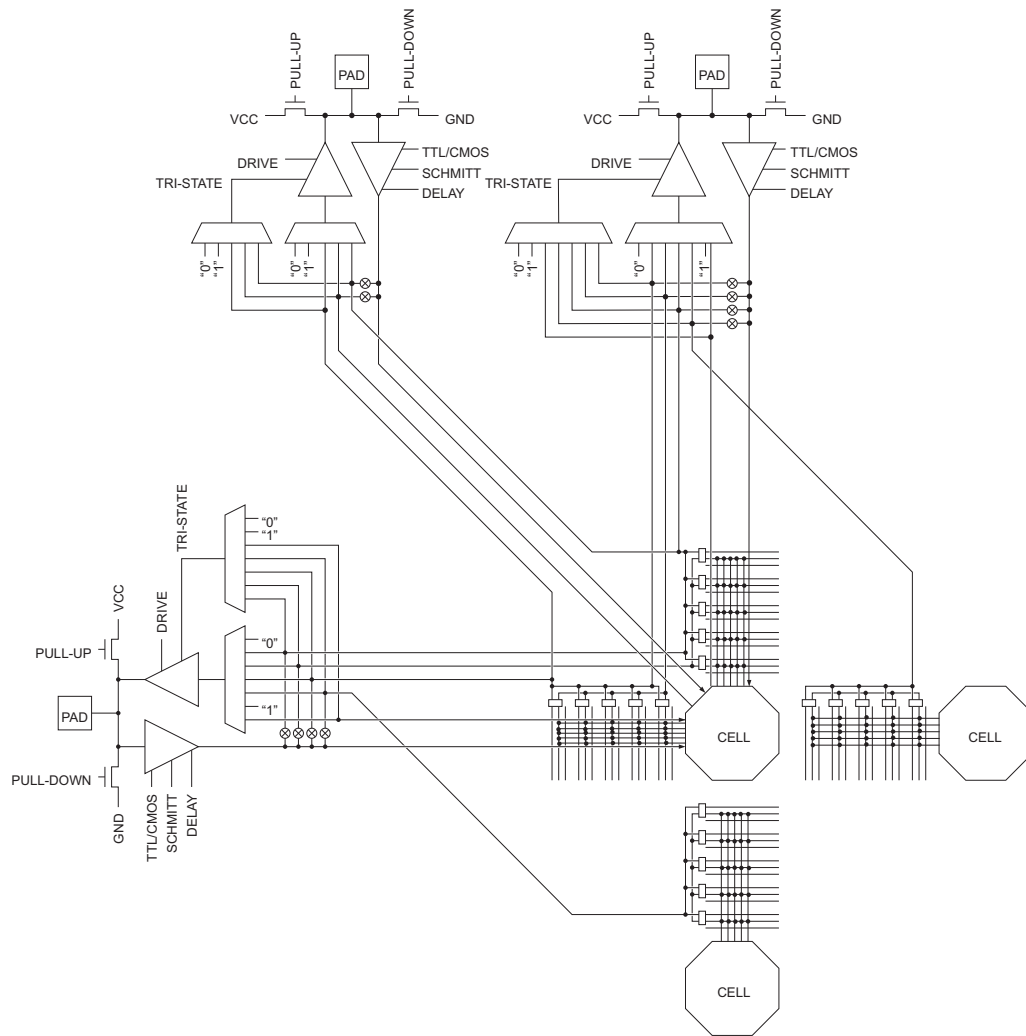 PULL-UP
PAD
PULL-DOWN
VCC
GND
DRIVE
TTL/CMOS
SCHMITT
DELAY
TRI-STATE
"0"
"1"
"0"
"1"
PULL-UP
PAD
PULL-DOWN
VCC
GND
DRIVE
TTL/CMOS
SCHMITT
DELAY
TRI-STATE
"0"
"1"
"0"
"1"
TRI-STATE
"0"
"1"
VCC
DRIVE
PULL-UP
"0"
"1"
PAD
PULL-DOWN
GND
TTL/CMOS
SCHMITT
DELAY
CELL
CELL
CELL